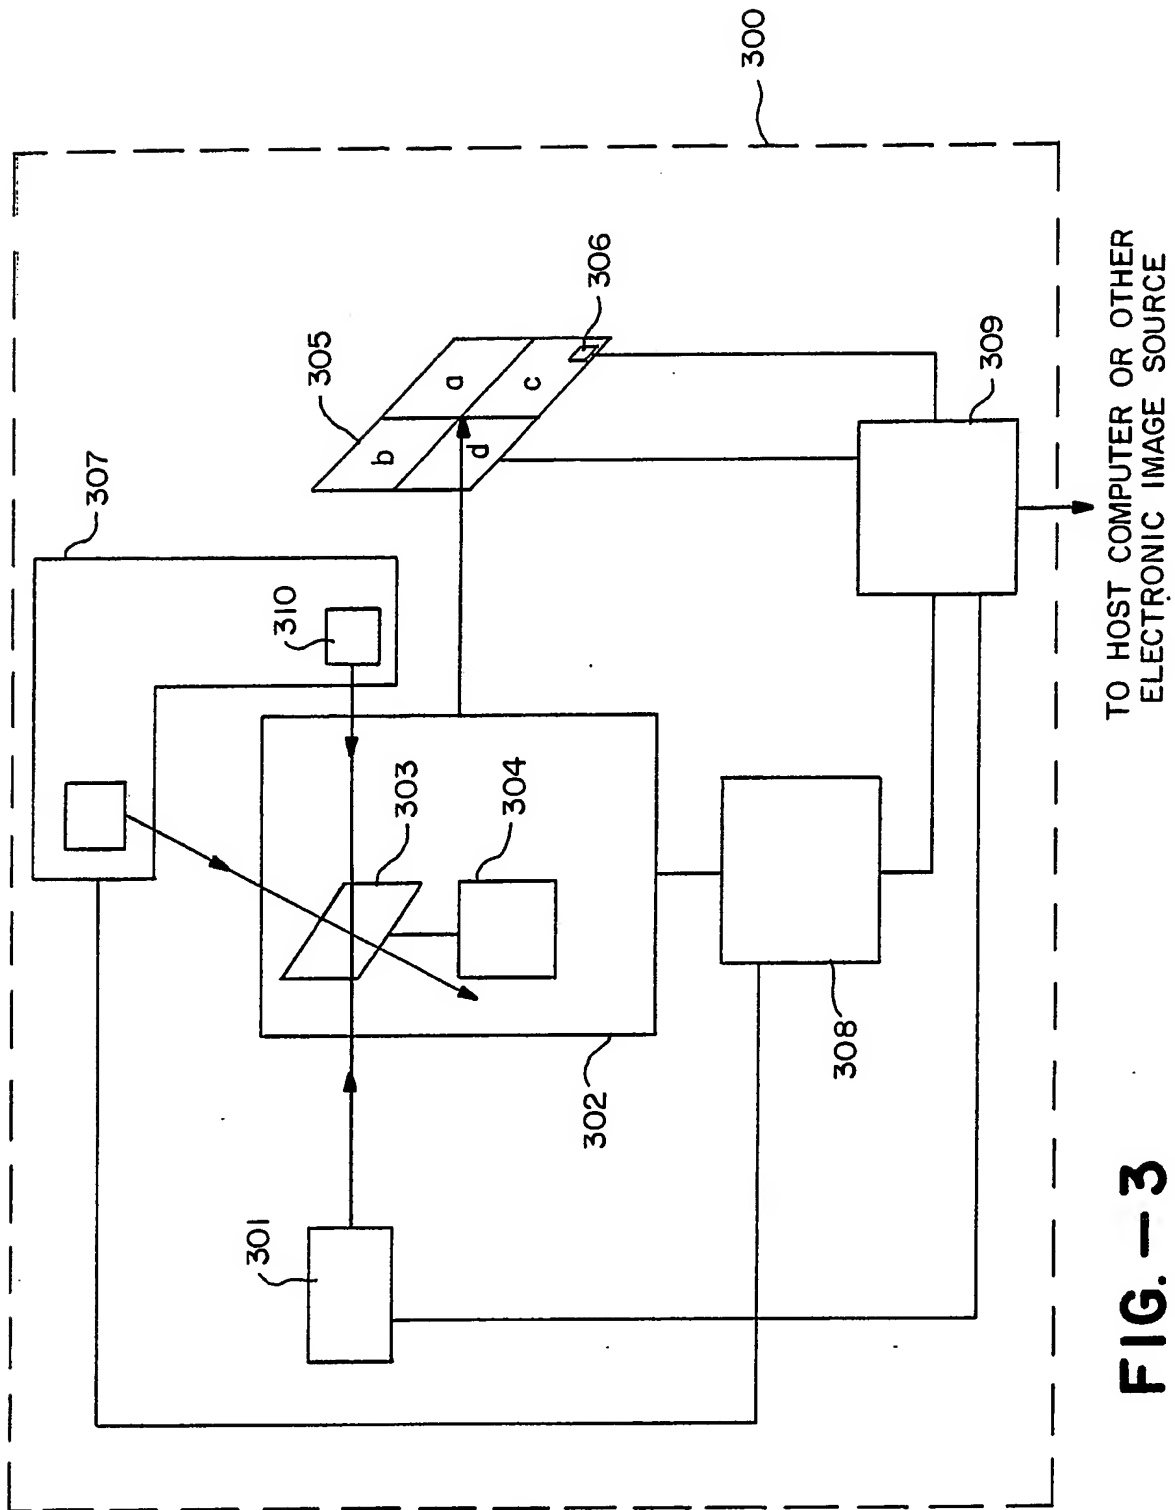 300
305
a
b
c
d
306
307
310
303
304
301
302
308
309
TO HOST COMPUTER OR OTHER
ELECTRONIC IMAGE SOURCE
FIG.-3